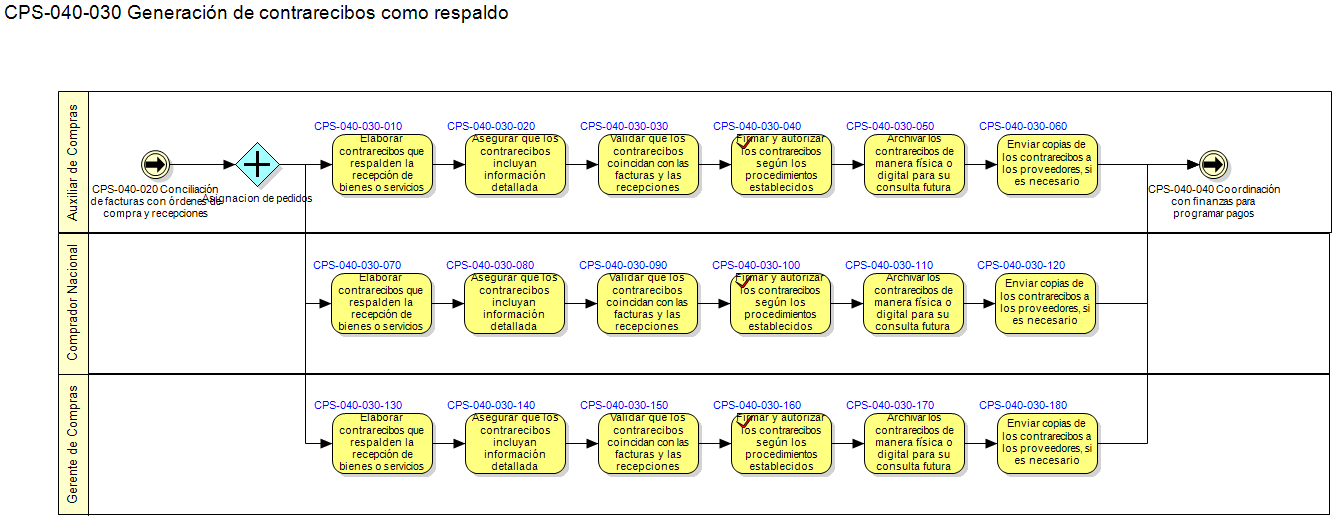 CPS-040-030 Generación de contrarecibos como respaldo
Auxiliar de Compras
CPS-040-020 Conciliación
de facturas con órdenes de
compra y recepciones
Asignacion de pedidos
CPS-040-030-010
Elaborar
contrarecibos que
respalden la
recepción de
bienes o servicios
CPS-040-030-020
Asegurar que los
contrarecibos
incluyan
información
detallada
CPS-040-030-030
Validar que los
contrarecibos
coincidan con las
facturas y las
recepciones
CPS-040-030-040
Firmar y autorizar
los contrarecibos
según los
procedimientos
establecidos
CPS-040-030-050
Archivar los
contrarecibos de
manera física o
digital para su
consulta futura
CPS-040-030-060
Enviar copias de
los contrarecibos a
los proveedores, si
es necesario
CPS-040-040 Coordinación
con finanzas para
programar pagos
Comprador Nacional
CPS-040-030-070
Elaborar
contrarecibos que
respalden la
recepción de
bienes o servicios
CPS-040-030-080
Asegurar que los
contrarecibos
incluyan
información
detallada
CPS-040-030-090
Validar que los
contrarecibos
coincidan con las
facturas y las
recepciones
CPS-040-030-100
Firmar y autorizar
los contrarecibos
según los
procedimientos
establecidos
CPS-040-030-110
Archivar los
contrarecibos de
manera física o
digital para su
consulta futura
CPS-040-030-120
Enviar copias de
los contrarecibos a
los proveedores, si
es necesario
Gerente de Compras
CPS-040-030-130
Elaborar
contrarecibos que
respalden la
recepción de
bienes o servicios
CPS-040-030-140
Asegurar que los
contrarecibos
incluyan
información
detallada
CPS-040-030-150
Validar que los
contrarecibos
coincidan con las
facturas y las
recepciones
CPS-040-030-160
Firmar y autorizar
los contrarecibos
según los
procedimientos
establecidos
CPS-040-030-170
Archivar los
contrarecibos de
manera física o
digital para su
consulta futura
CPS-040-030-180
Enviar copias de
los contrarecibos a
los proveedores, si
es necesario